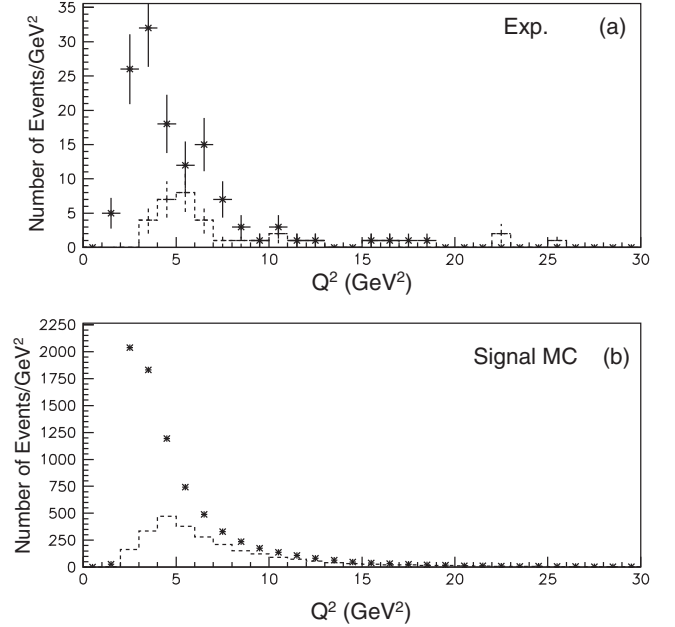 Number of Events/GeV²
35
30
25
20
15
10
5
0
Exp. (a)
0 5 10 15 20 25 30
Q² (GeV²)
Number of Events/GeV²
2250
2000
1750
1500
1250
1000
750
500
250
0
Signal MC (b)
0 5 10 15 20 25 30
Q² (GeV²)